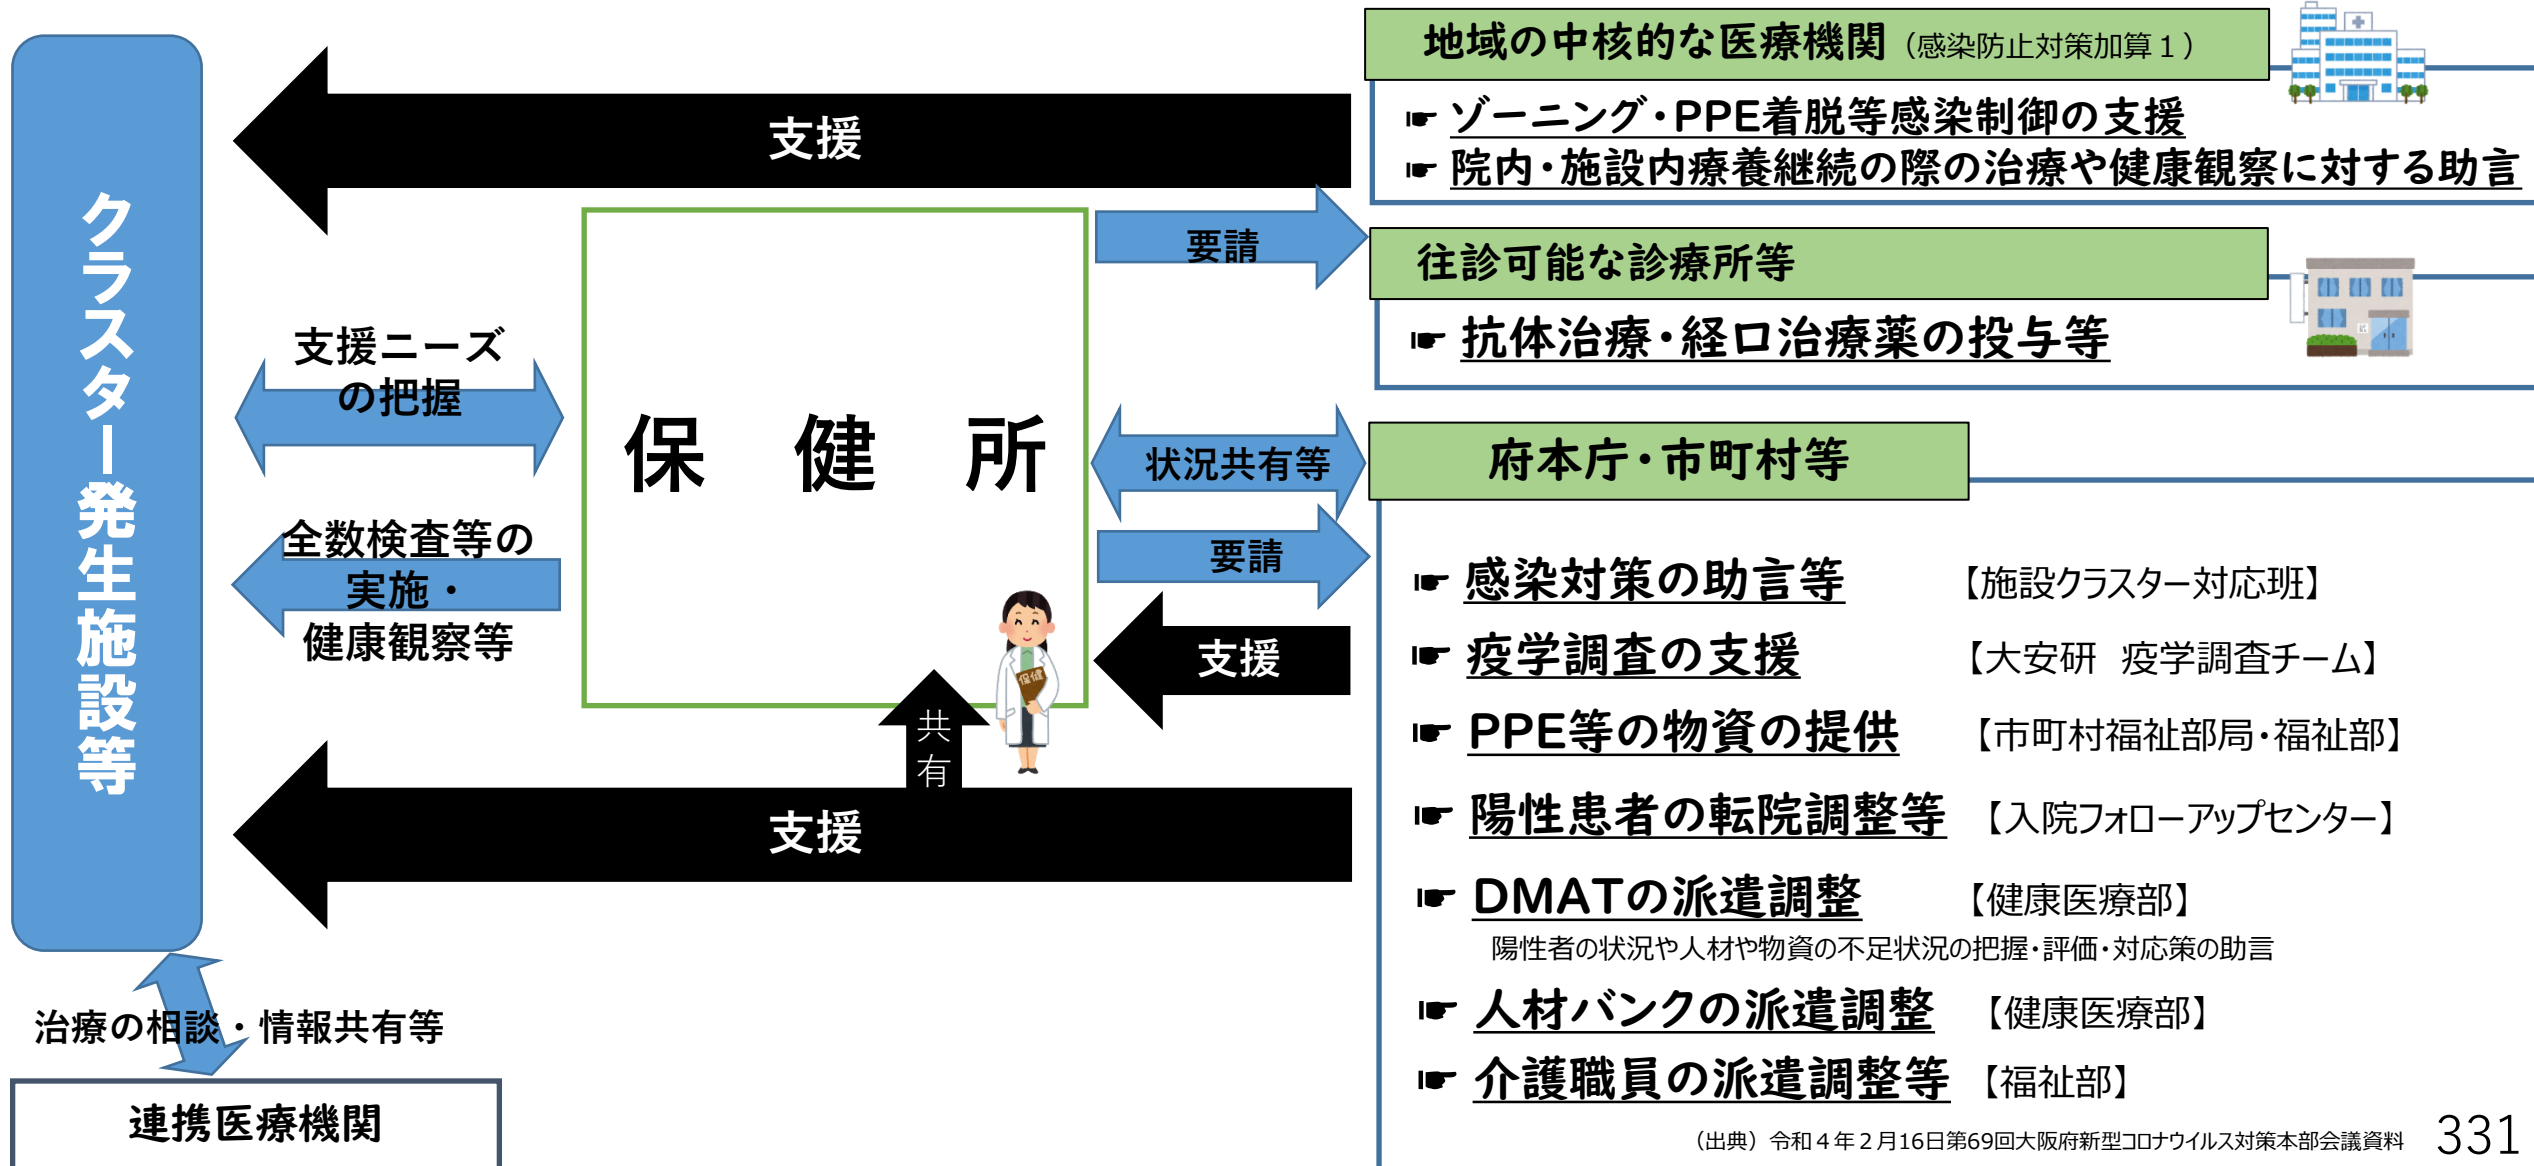 クラスター発生施設等
支援
支援ニーズ
の把握
全数検査等の
実施・
健康観察等
保 健 所
要請
状況共有等
要請
支援
共有
保健
支援
治療の相談・情報共有等
連携医療機関
地域の中核的な医療機関（感染防止対策加算１）
☛ ゾーニング・PPE着脱等感染制御の支援
☛ 院内・施設内療養継続の際の治療や健康観察に対する助言
往診可能な診療所等
☛ 抗体治療・経口治療薬の投与等
府本庁・市町村等
☛ 感染対策の助言等 【施設クラスター対応班】
☛ 疫学調査の支援 【大安研 疫学調査チーム】
☛ PPE等の物資の提供 【市町村福祉部局・福祉部】
☛ 陽性患者の転院調整等 【入院フォローアップセンター】
☛ DMATの派遣調整 【健康医療部】
陽性者の状況や人材や物資の不足状況の把握・評価・対応策の助言
☛ 人材バンクの派遣調整 【健康医療部】
☛ 介護職員の派遣調整等 【福祉部】
（出典）令和４年２月16日第69回大阪府新型コロナウイルス対策本部会議資料
331